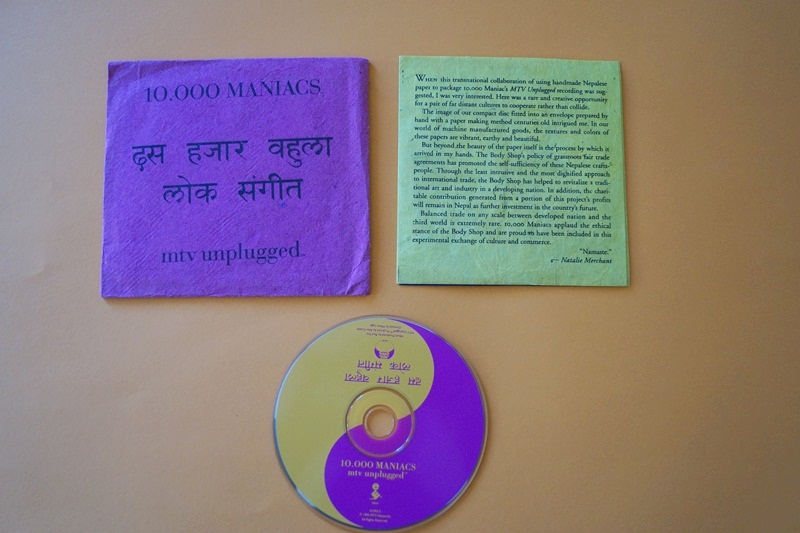 10,000 MANIACS
ढ़स हजार वहुला
लोक संगीत
mtv unplugged™
WHEN this transnational collaboration of using handmade Nepalese
paper to package 10,000 Maniac's MTV Unplugged recording was sug-
gested, I was very interested. Here was a rare and creative opportunity
for a pair of far distant cultures to cooperate rather than collide.
The image of our compact disc fitted into an envelope prepared by
hand with a paper making method centuries old intrigued me. In our
world of machine manufactured goods, the textures and colors of
these papers are vibrant, earthy and beautiful.
But beyond the beauty of the paper itself is the process by which it
arrived in my hands. The Body Shop's policy of grassroots fair trade
agreements has promoted the self-sufficiency of these Nepalese crafts-
people. Through the least intrusive and the most dignified approach
to international trade, the Body Shop has helped to revitalise a tradi-
tional art and industry in a developing nation. In addition, the chari-
table contribution generated from a portion of this project's profits
will remain in Nepal as further investment in the country's future.
Balanced trade on any scale between developed nation and the
third world is extremely rare. 10,000 Maniacs applaud the ethical
stance of the Body Shop and are proud to have been included in this
experimental exchange of culture and commerce.
"Namaste."
Natalie Merchant
ढ़स हजार वहुला
लोक संगीत
10,000 MANIACS
mtv unplugged™
All Rights Reserved.